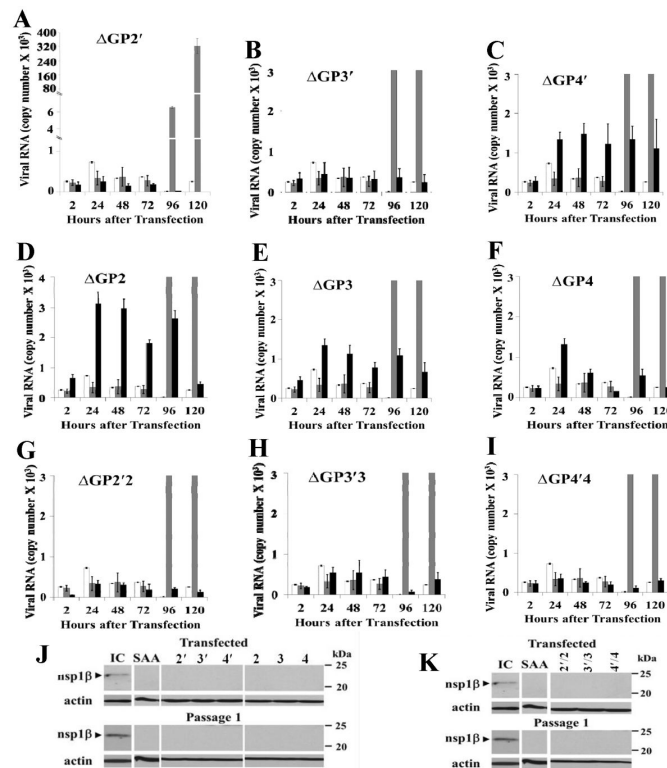 A
ΔGP2′
Viral RNA (copy number X 10³)
400
320
240
160
80
6
4
1
0
2 24 48 72 96 120
Hours after Transfection
B
ΔGP3′
Viral RNA (copy number X 10³)
3
2
1
0
2 24 48 72 96 120
Hours after Transfection
C
ΔGP4′
Viral RNA (copy number X 10³)
3
2
1
0
2 24 48 72 96 120
Hours after Transfection
D
ΔGP2
Viral RNA (copy number X 10³)
4
3
2
1
0
2 24 48 72 96 120
Hours after Transfection
E
ΔGP3
Viral RNA (copy number X 10³)
3
2
1
0
2 24 48 72 96 120
Hours after Transfection
F
ΔGP4
Viral RNA (copy number X 10³)
3
2
1
0
2 24 48 72 96 120
Hours after Transfection
G
ΔGP2′2
Viral RNA (copy number X 10³)
3
2
1
0
2 24 48 72 96 120
Hours after Transfection
H
ΔGP3′3
Viral RNA (copy number X 10³)
3
2
1
0
2 24 48 72 96 120
Hours after Transfection
I
ΔGP4′4
Viral RNA (copy number X 10³)
3
2
1
0
2 24 48 72 96 120
Hours after Transfection
J
Transfected
IC SAA 2′ 3′ 4′ 2 3 4 kDa
nsp1β
25
20
actin
Passage 1
nsp1β
25
20
actin
K
Transfected
IC SAA 2′/2 3′/3 4′/4 kDa
nsp1β
25
20
actin
Passage 1
nsp1β
25
20
actin